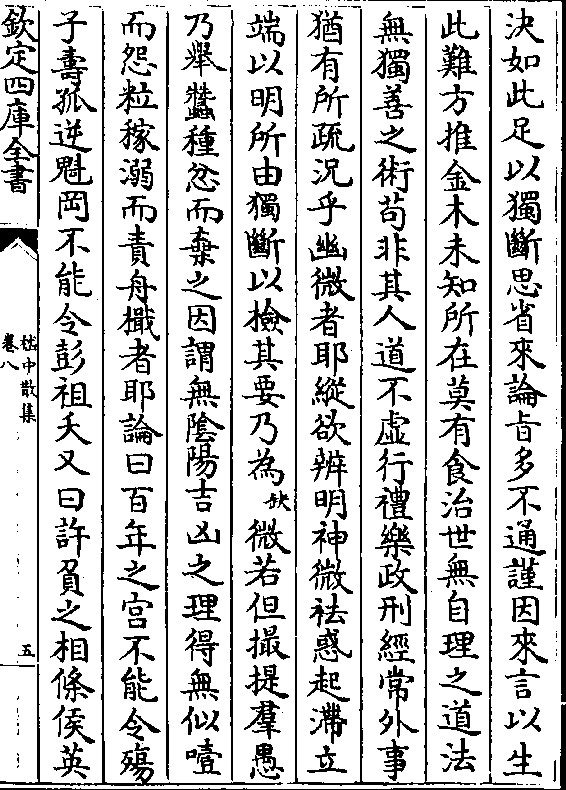 決如此足以獨斷思省來論旨多不通謹因來言以生
此難方推金木未知所在莫有食治世無自理之道法
無獨善之術苟非其人道不虚行禮樂政刑經常外事
猶有所疏況乎幽微者耶縱欲辨明神微袪惑起滯立
端以明所由獨斷以撿其要乃為缺微若但撮提羣愚
乃舉蠶種忿而棄之因謂無陰陽吉凶之理得無似噎
而怨粒稼溺而責舟檝者耶論曰百年之宮不能令殤
子壽孤逆魁岡不能令彭祖夭又曰許負之相條侯英
欽定四庫全書
嵇中散集
卷八
五